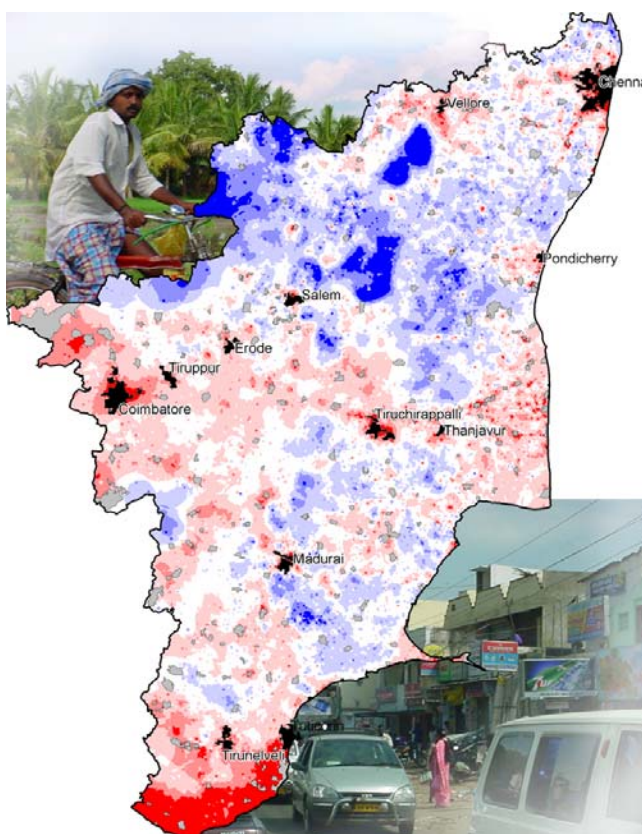 Chenna
Vellore
Pondicherry
Salem
Erode
Tiruppur
Coimbatore
Tiruchirappalli
Thanjavur
Madurai
Tirunelveli